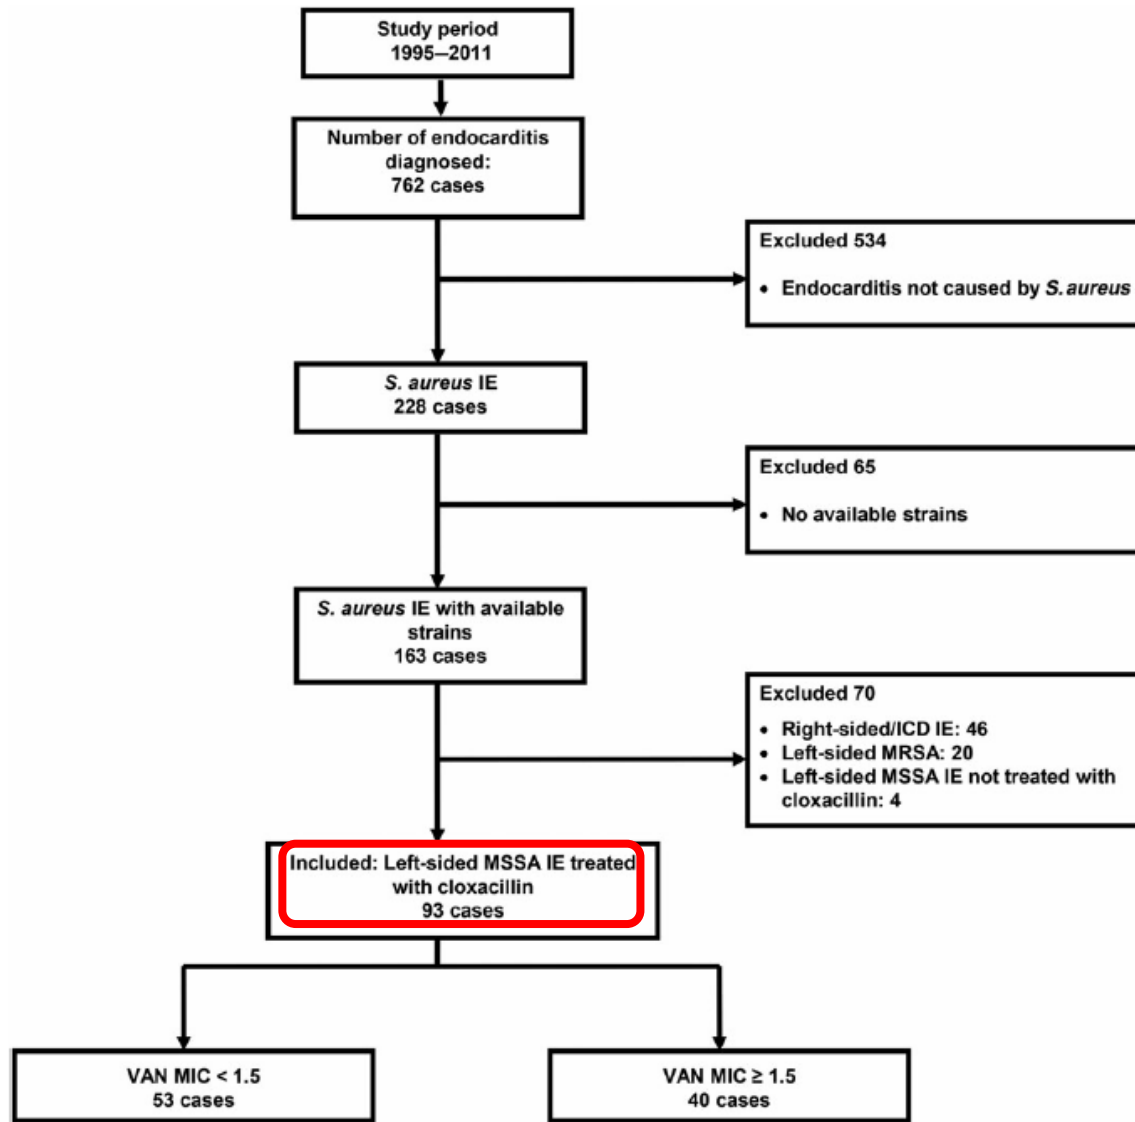 Study period
1995–2011
Number of endocarditis
diagnosed:
762 cases
Excluded 534
• Endocarditis not caused by S. aureus
S. aureus IE
228 cases
Excluded 65
• No available strains
S. aureus IE with available
strains
163 cases
Excluded 70
• Right-sided/ICD IE: 46
• Left-sided MRSA: 20
• Left-sided MSSA IE not treated with
cloxacillin: 4
Included: Left-sided MSSA IE treated
with cloxacillin
93 cases
VAN MIC < 1.5
53 cases
VAN MIC ≥ 1.5
40 cases